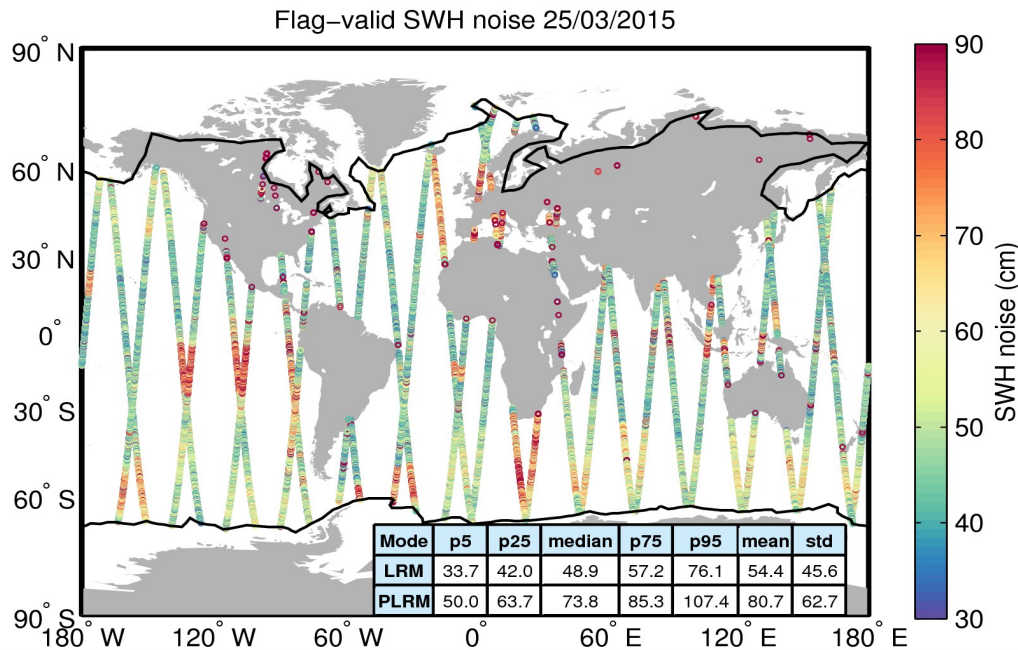 Flag–valid SWH noise 25/03/2015
90° N
60° N
30° N
0°
30° S
60° S
90° S
180° W
120° W
60° W
0°
60° E
120° E
180° E
Mode p5 p25 median p75 p95 mean std
LRM 33.7 42.0 48.9 57.2 76.1 54.4 45.6
PLRM 50.0 63.7 73.8 85.3 107.4 80.7 62.7
90
80
70
60
50
40
30
SWH noise (cm)